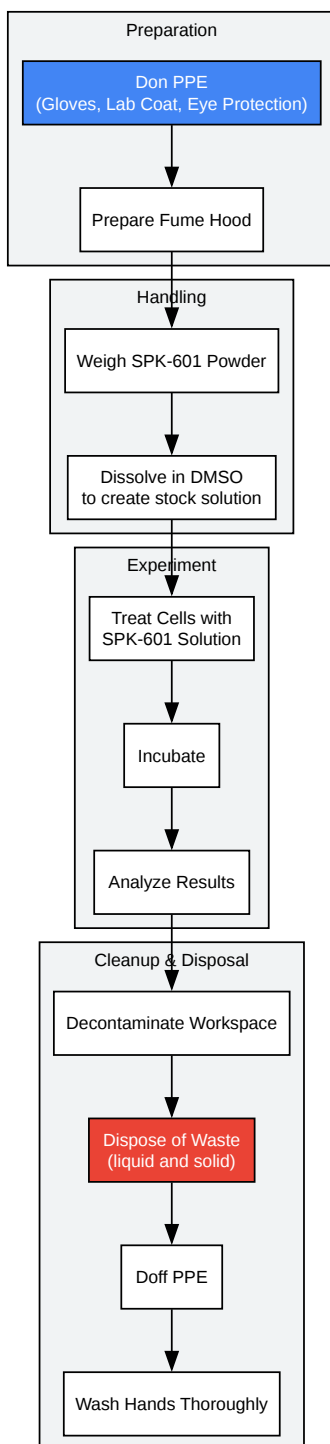 Preparation
Don PPE
(Gloves, Lab Coat, Eye Protection)
Prepare Fume Hood
Handling
Weigh SPK-601 Powder
Dissolve in DMSO
to create stock solution
Experiment
Treat Cells with
SPK-601 Solution
Incubate
Analyze Results
Cleanup & Disposal
Decontaminate Workspace
Dispose of Waste
(liquid and solid)
Doff PPE
Wash Hands Thoroughly